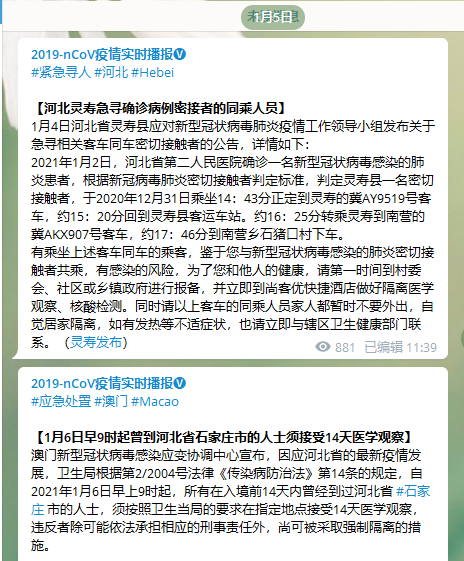 1月5日
2019-nCoV疫情实时播报
#紧急寻人 #河北 #Hebei
【河北灵寿急寻确诊病例密接者的同乘人员】
1月4日河北省灵寿县应对新型冠状病毒肺炎疫情工作领导小组发布关于
急寻相关客车同车密切接触者的公告，详情如下：
2021年1月2日，河北省第二人民医院确诊一名新型冠状病毒感染的肺
炎患者，根据新冠病毒肺炎密切接触者判定标准，判定灵寿县一名密切
接触者，于2020年12月31日乘坐14：43分正定到灵寿的冀AY9519号客
车，约15：20分回到灵寿县客运车站。约16：25分转乘灵寿到南营的
冀AKX907号客车，约17：46分到南营乡石猪口村下车。
有乘坐上述客车同车的乘客，鉴于您与新型冠状病毒感染的肺炎密切接
触者共乘，有感染的风险，为了您和他人的健康，请第一时间到村委
会、社区或乡镇政府进行报备，并立即到尚客优快捷酒店做好隔离医学
观察、核酸检测。同时请以上客车的同乘人员家人都暂时不要外出，自
觉居家隔离，如有发热等不适症状，也请立即与辖区卫生健康部门联
系。（灵寿发布）
881 已编辑 11:39
2019-nCoV疫情实时播报
#应急处置 #澳门 #Macao
【1月6日早9时起曾到河北省石家庄市的人士须接受14天医学观察】
澳门新型冠状病毒感染应变协调中心宣布，因应河北省的最新疫情发
展，卫生局根据第2/2004号法律《传染病防治法》第14条的规定，自
2021年1月6日早上9时起，所有在入境前14天内曾经到过河北省 #石家
庄 市的人士，须按照卫生当局的要求在指定地点接受14天医学观察，
违反者除可能依法承担相应的刑事责任外，尚可被采取强制隔离的措
施。